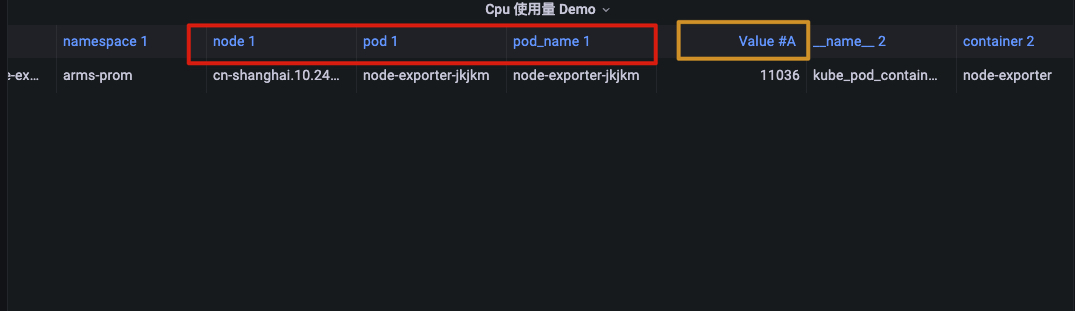 Cpu 使用量 Demo
namespace 1 node 1 pod 1 pod_name 1 Value #A __name__ 2 container 2
e-ex… arms-prom cn-shanghai.10.24… node-exporter-jkjkm node-exporter-jkjkm 11036 kube_pod_contain… node-exporter